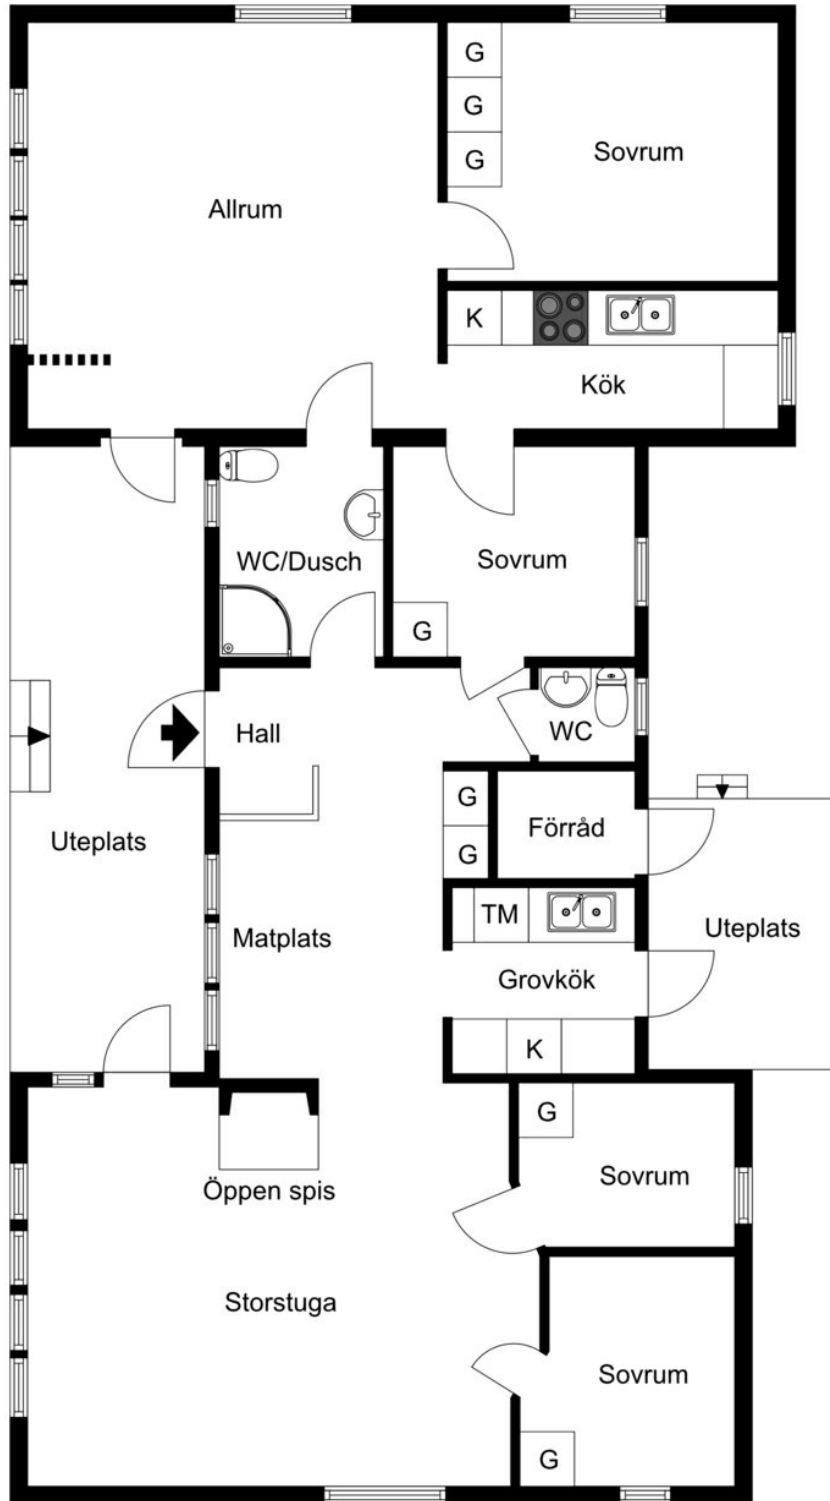 G
G
G
Sovrum
Allrum
K
Kök
WC/Dusch
Sovrum
G
Hall
WC
G
Förråd
G
Uteplats
TM
Uteplats
Matplats
Grovkök
K
G
Sovrum
Öppen spis
Storstuga
Sovrum
G